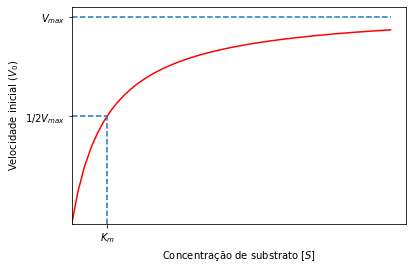 V_max
Velocidade inicial (V_0)
1/2V_max
K_m
Concentração de substrato [S]